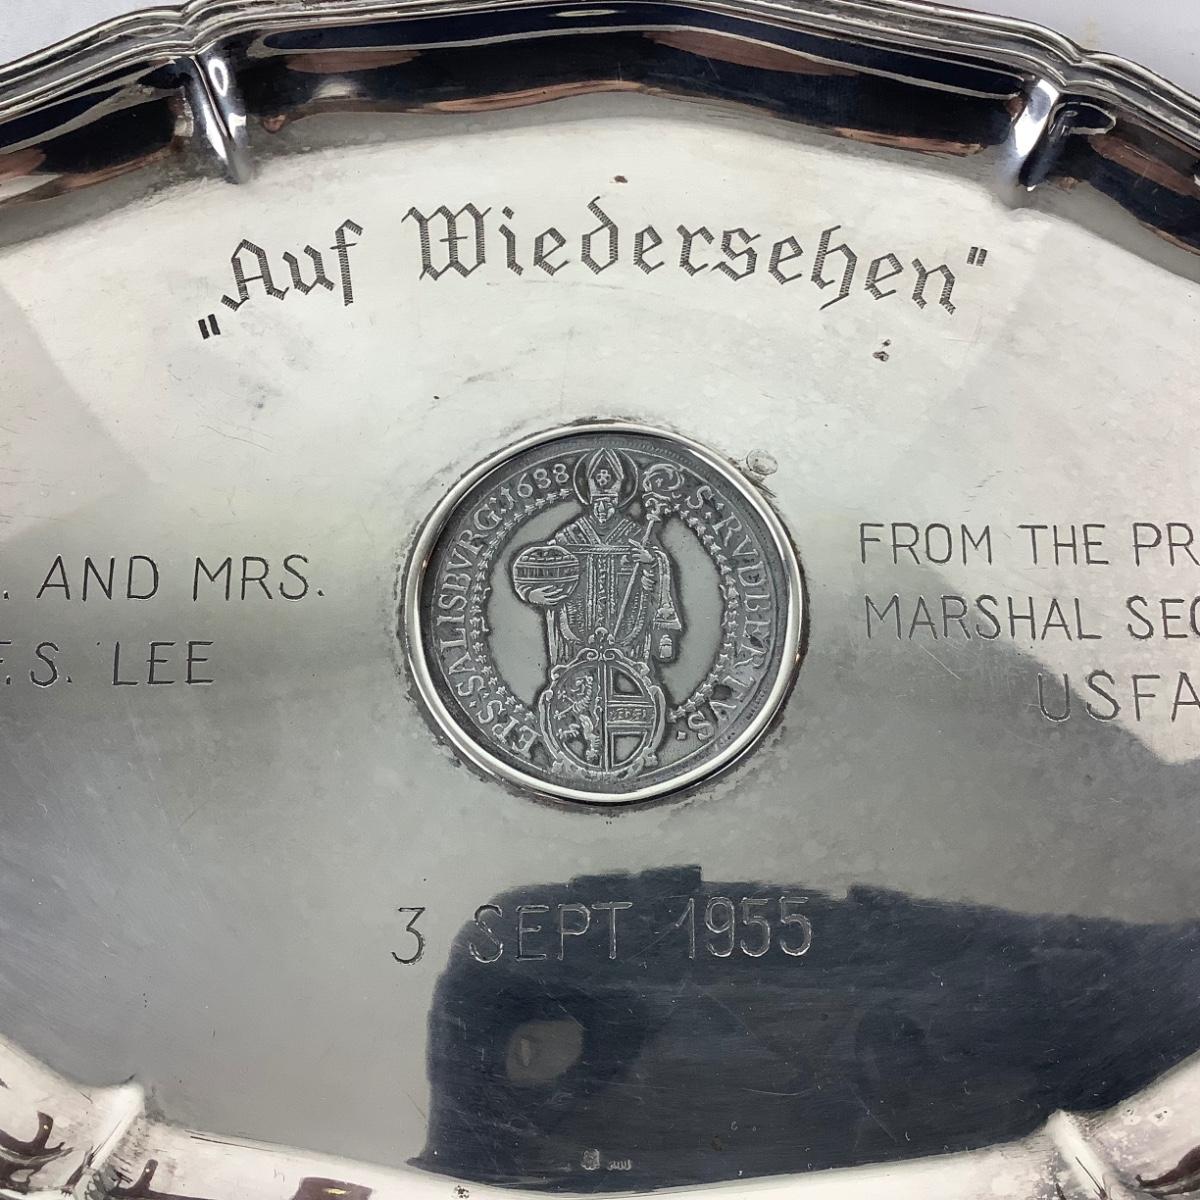 „Auf Wiedersehen"
. AND MRS.
F.S. LEE
FROM THE PR
MARSHAL SEC
USFA
EPS:SALISBVRG:1688
S:RVDBERTVS:
3 SEPT 1955